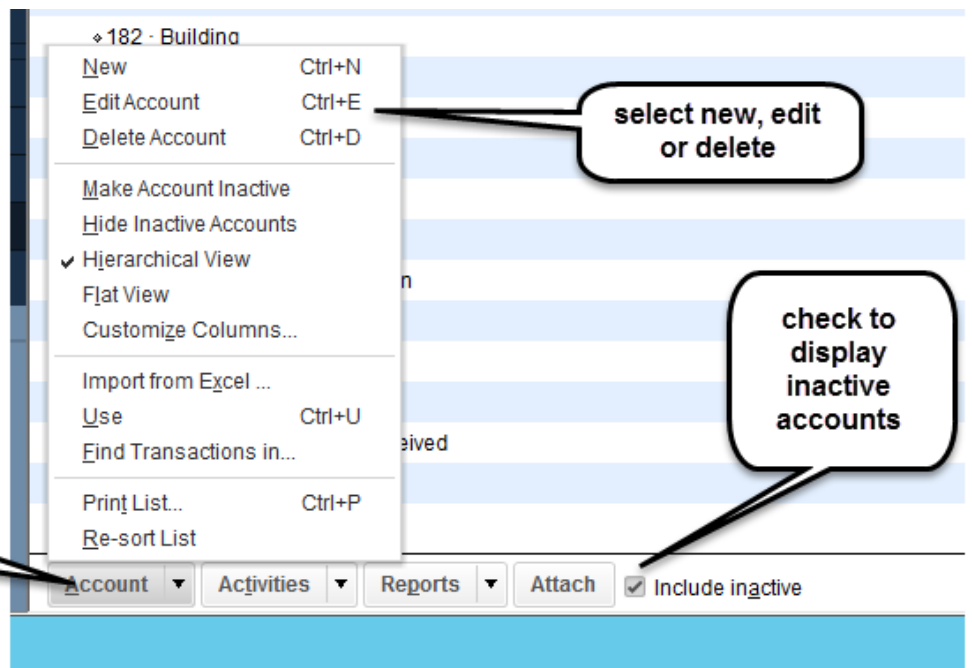 182 · Building
New Ctrl+N
Edit Account Ctrl+E
Delete Account Ctrl+D
select new, edit
or delete
Make Account Inactive
Hide Inactive Accounts
Hierarchical View
Flat View
Customize Columns...
n
check to
display
inactive
accounts
Import from Excel ...
Use Ctrl+U
Find Transactions in...
eived
Print List... Ctrl+P
Re-sort List
Account Activities Reports Attach Include inactive